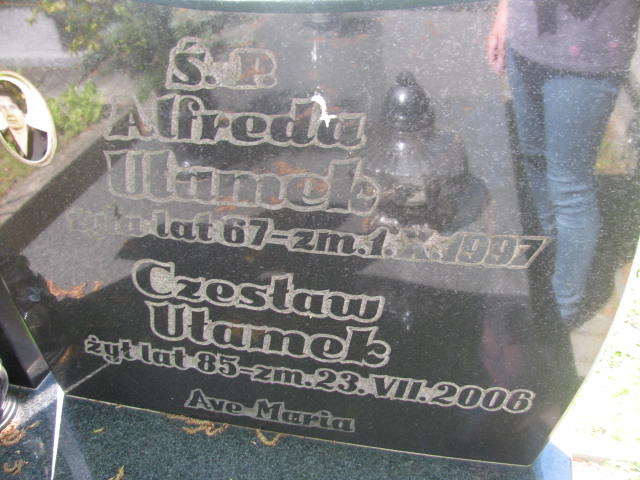 Ś. P.
Alfreda
Ułamek
żyła lat 67-zm.1.X.1997
Czesław
Ułamek
żył lat 85-zm.23.VII.2006
Ave Maria